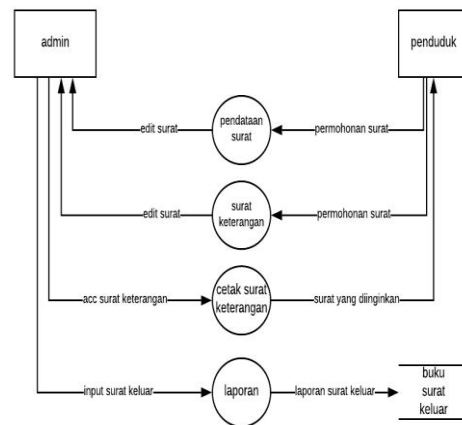 admin
penduduk
edit surat
pendataan
surat
permohonan surat
edit surat
surat
keterangan
permohonan surat
acc surat keterangan
cetak surat
keterangan
surat yang diinginkan
input surat keluar
laporan
laporan surat keluar
buku
surat
keluar